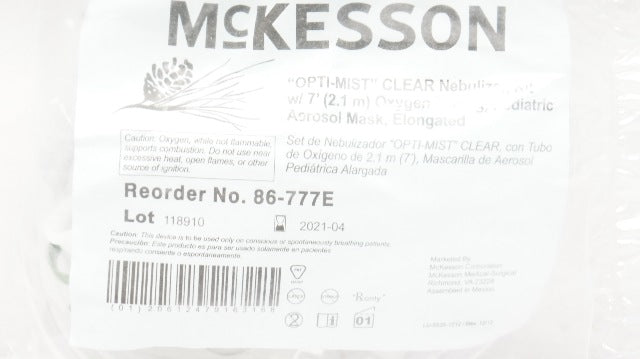 McKESSON
"OPTI-MIST" CLEAR Nebulizer
w/ 7' (2.1 m) Oxygen Pediatric
Aerosol Mask, Elongated
Caution: Oxygen, while not flammable,
supports combustion. Do not use near
excessive heat, open flames, or other
source of ignition.
Set de Nebulizador "OPTI-MIST" CLEAR, con Tubo
de Oxígeno de 2.1 m (7'), Mascarilla de Aerosol
Pediátrica Alargada
Reorder No. 86-777E
Lot 118910 2021-04
Caution: This device is to be used only on conscious or spontaneously breathing patients.
Precaución: Este producto es para ser usado solamente en pacientes
respirando consciente o espontáneamente.
Marketed By
McKesson Corporation
McKesson Medical-Surgical
Richmond, VA 23228
Assembled in Mexico
"Rx only"
01